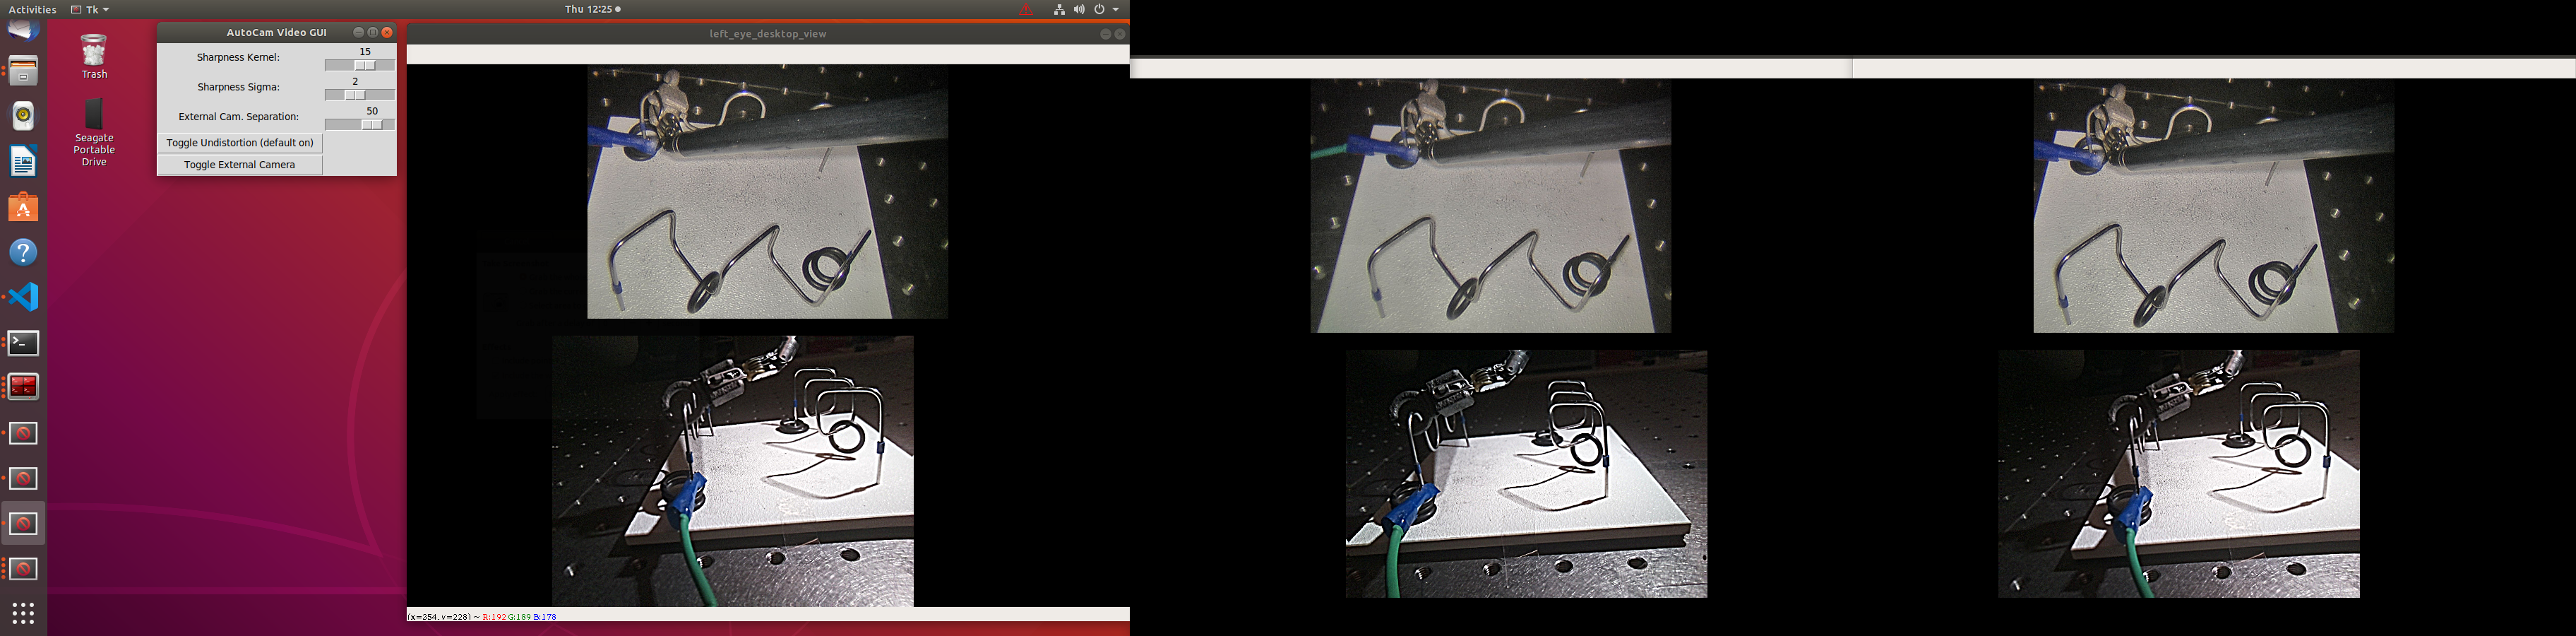 Activities
Tk
Thu 12:25
Trash
Seagate
Portable
Drive
AutoCam Video GUI
Sharpness Kernel:
15
Sharpness Sigma:
2
External Cam. Separation:
50
Toggle Undistortion (default on)
Toggle External Camera
left_eye_desktop_view
(x=354, y=228) ~ R:192 G:189 B:178